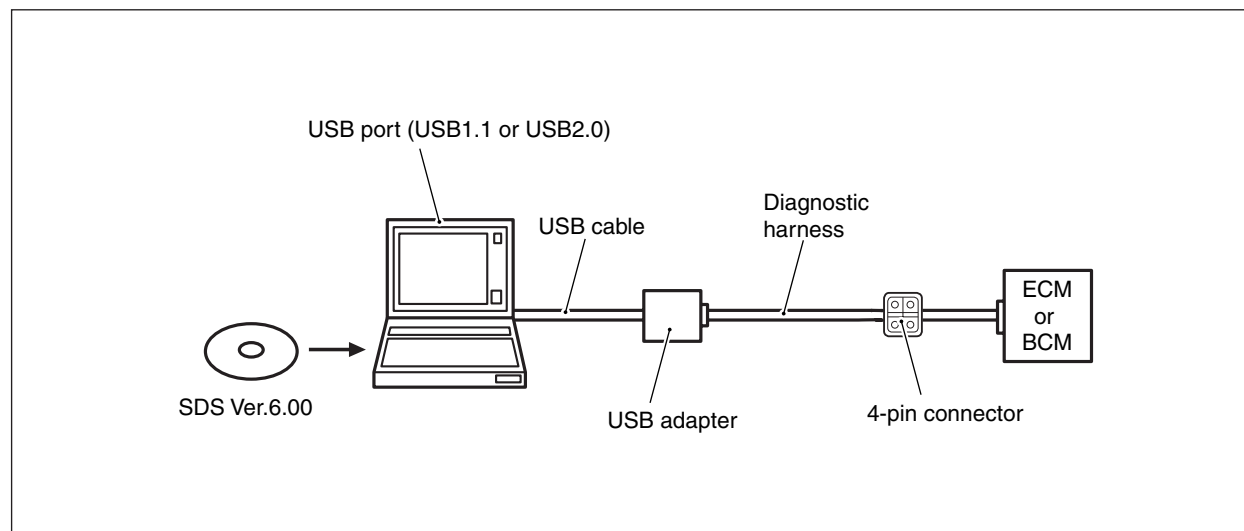 USB port (USB1.1 or USB2.0)
USB cable
Diagnostic
harness
ECM
or
BCM
SDS Ver.6.00
USB adapter
4-pin connector